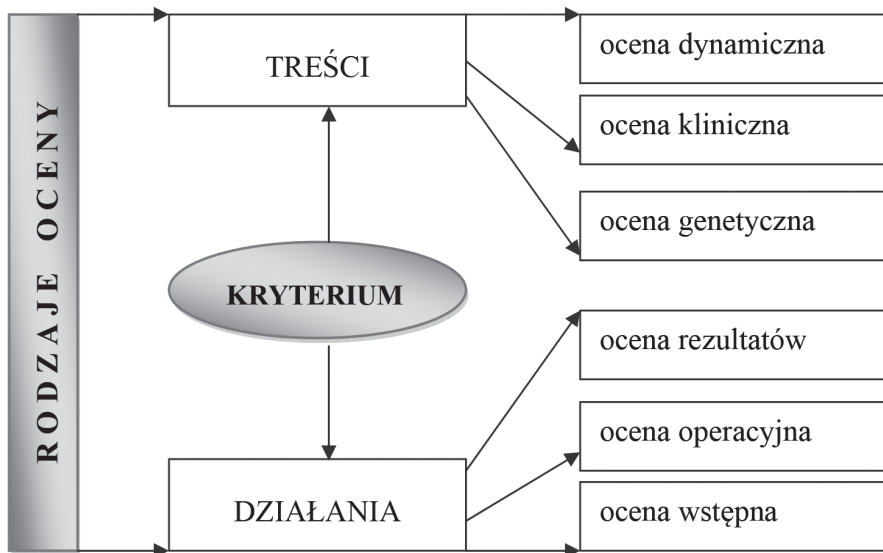 RODZAJE OCENY
TREŚCI
KRYTERIUM
DZIAŁANIA
ocena dynamiczna
ocena kliniczna
ocena genetyczna
ocena rezultatów
ocena operacyjna
ocena wstępna